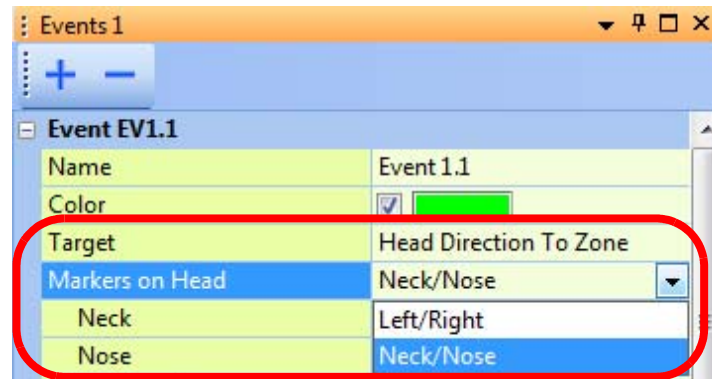 Events 1
Event EV1.1
Name Event 1.1
Color
Target Head Direction To Zone
Markers on Head Neck/Nose
Neck Left/Right
Nose Neck/Nose